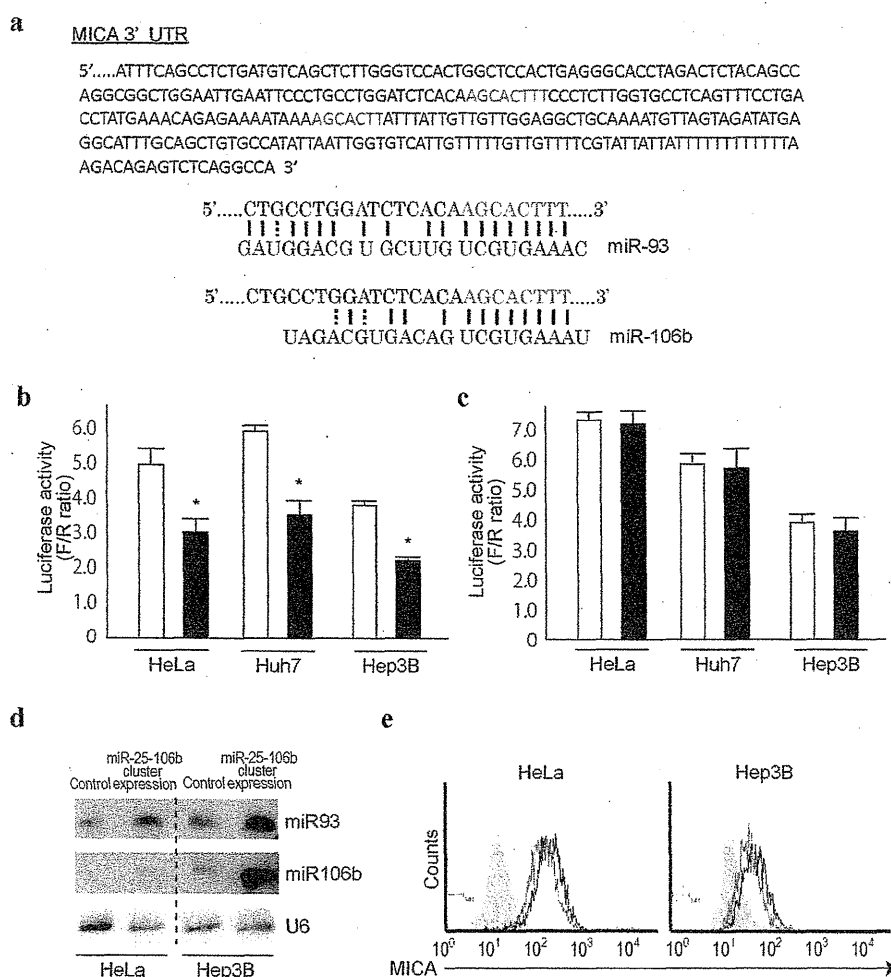 a
MICA 3' UTR
5'.....ATTTCAGCCTCTGATGTCAGCTCTTGGGTCCACTGGCTCCACTGAGGGCACCTAGACTCTACAGCC
AGGCGGCTGGAATTGAATTCCCTGCCTGGATCTCACAAGCACTTTCCCTCTTGGTGCCTCAGTTTCCTGA
CCTATGAAACAGAGAAAATAAAAGCACTTATTTATTGTTGTTGGAGGCTGCAAAATGTTAGTAGATATGA
GGCATTTGCAGCTGTGCCATATTAATTGGTGTCATTGTTTTTGTTGTTTTCGTATTATTATTTTTTTTTTTTA
AGACAGAGTCTCAGGCCA 3'
5'.....CTGCCTGGATCTCACAAGCACTTT.....3'
GAUGGACG U GCUUG UCGUGAAAC miR-93
5'.....CTGCCTGGATCTCACAAGCACTTT.....3'
UAGACGUGACAG UCGUGAAAU miR-106b
b
Luciferase activity
(F/R ratio)
6.0
5.0
4.0
3.0
2.0
1.0
0
*
*
*
HeLa Huh7 Hep3B
c
Luciferase activity
(F/R ratio)
7.0
6.0
5.0
4.0
3.0
2.0
1.0
0
HeLa Huh7 Hep3B
d
miR-25-106b miR-25-106b
cluster cluster
Control expression Control expression
miR93
miR106b
U6
HeLa Hep3B
e
HeLa Hep3B
Counts
10⁰ 10¹ 10² 10³ 10⁴ 10⁰ 10¹ 10² 10³ 10⁴
MICA